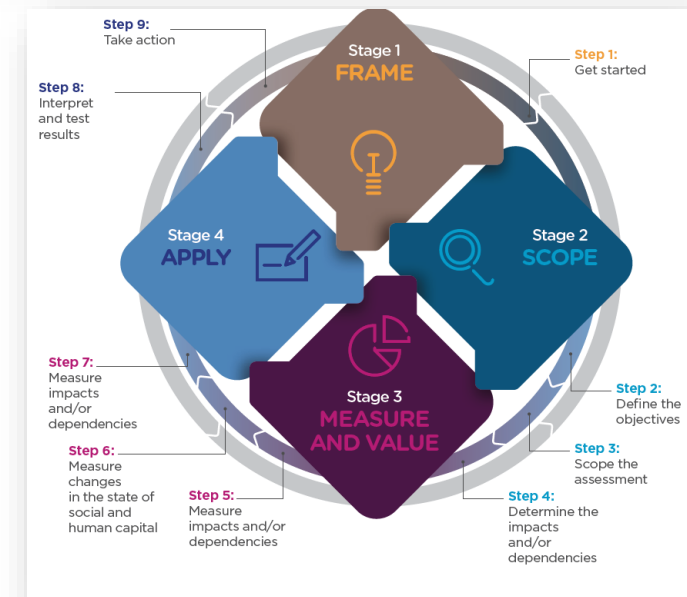 Stage 1
FRAME
Step 1:
Get started
Stage 2
SCOPE
Step 2:
Define the
objectives
Step 3:
Scope the
assessment
Step 4:
Determine the
impacts
and/or
dependencies
Stage 3
MEASURE
AND VALUE
Step 5:
Measure
impacts and/or
dependencies
Step 6:
Measure
changes
in the state of
social and
human capital
Step 7:
Measure
impacts
and/or
dependencies
Stage 4
APPLY
Step 8:
Interpret
and test
results
Step 9:
Take action